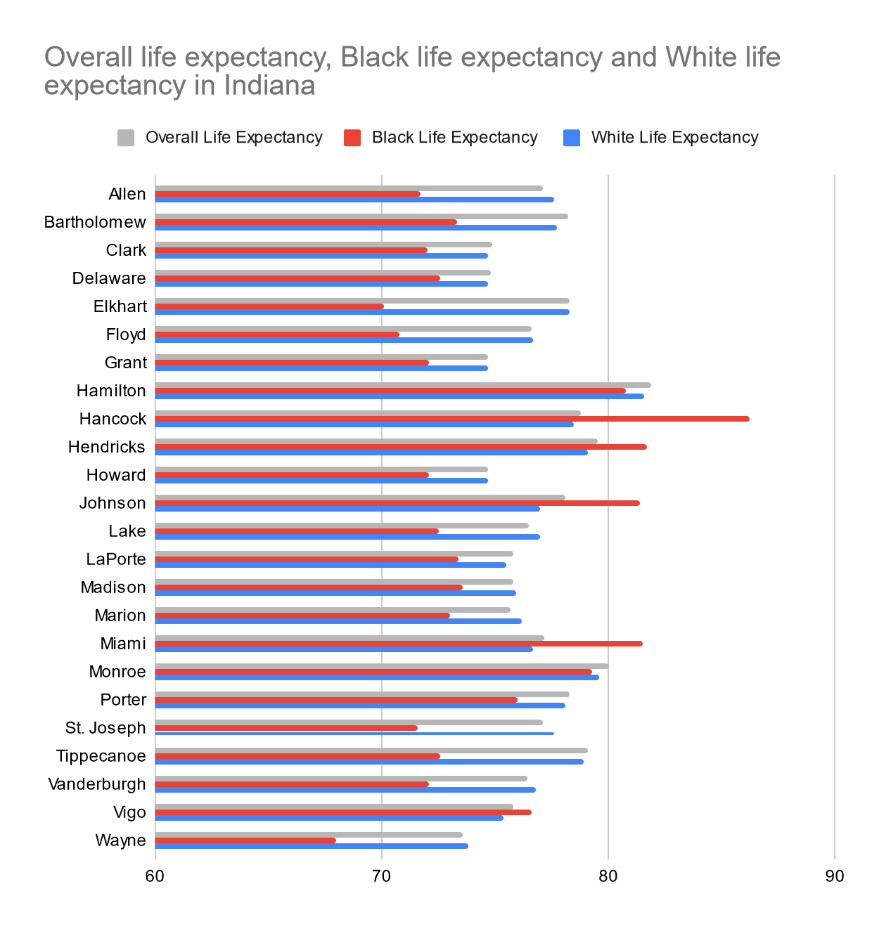 Overall life expectancy, Black life expectancy and White life
expectancy in Indiana
Overall Life Expectancy Black Life Expectancy White Life Expectancy
Allen
Bartholomew
Clark
Delaware
Elkhart
Floyd
Grant
Hamilton
Hancock
Hendricks
Howard
Johnson
Lake
LaPorte
Madison
Marion
Miami
Monroe
Porter
St. Joseph
Tippecanoe
Vanderburgh
Vigo
Wayne
60 70 80 90